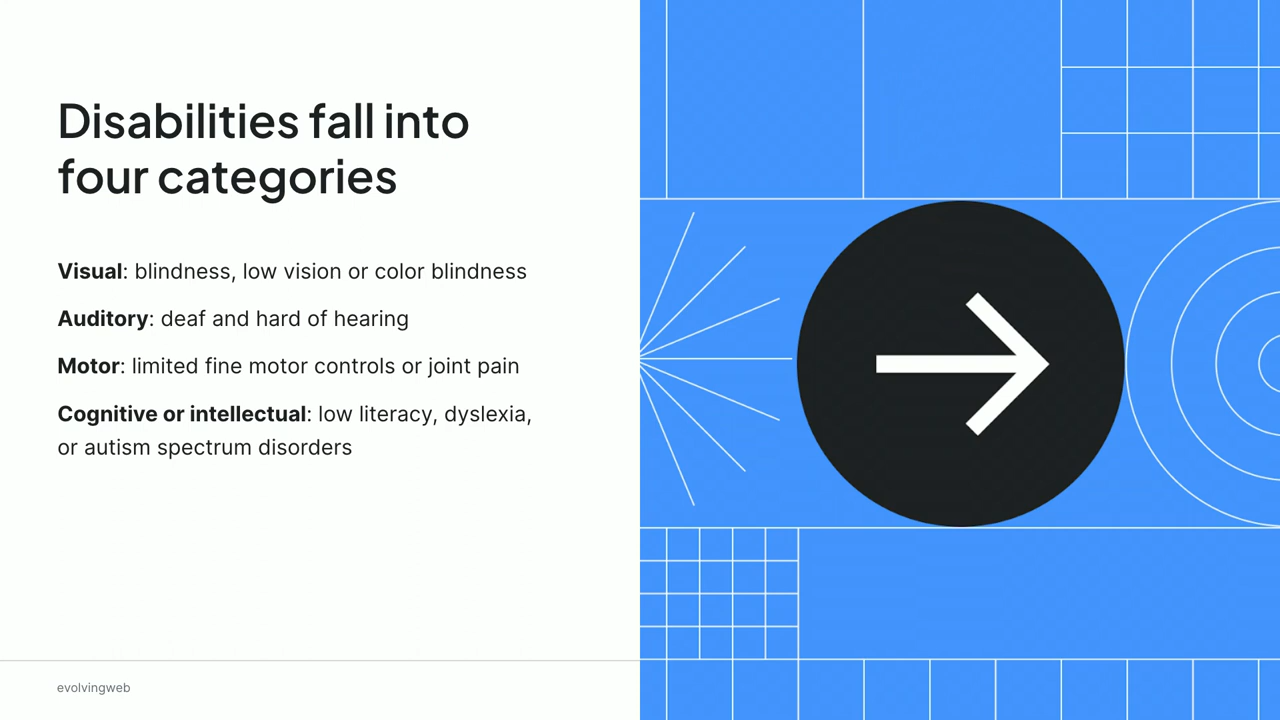 Disabilities fall into
four categories
Visual: blindness, low vision or color blindness
Auditory: deaf and hard of hearing
Motor: limited fine motor controls or joint pain
Cognitive or intellectual: low literacy, dyslexia,
or autism spectrum disorders
evolvingweb